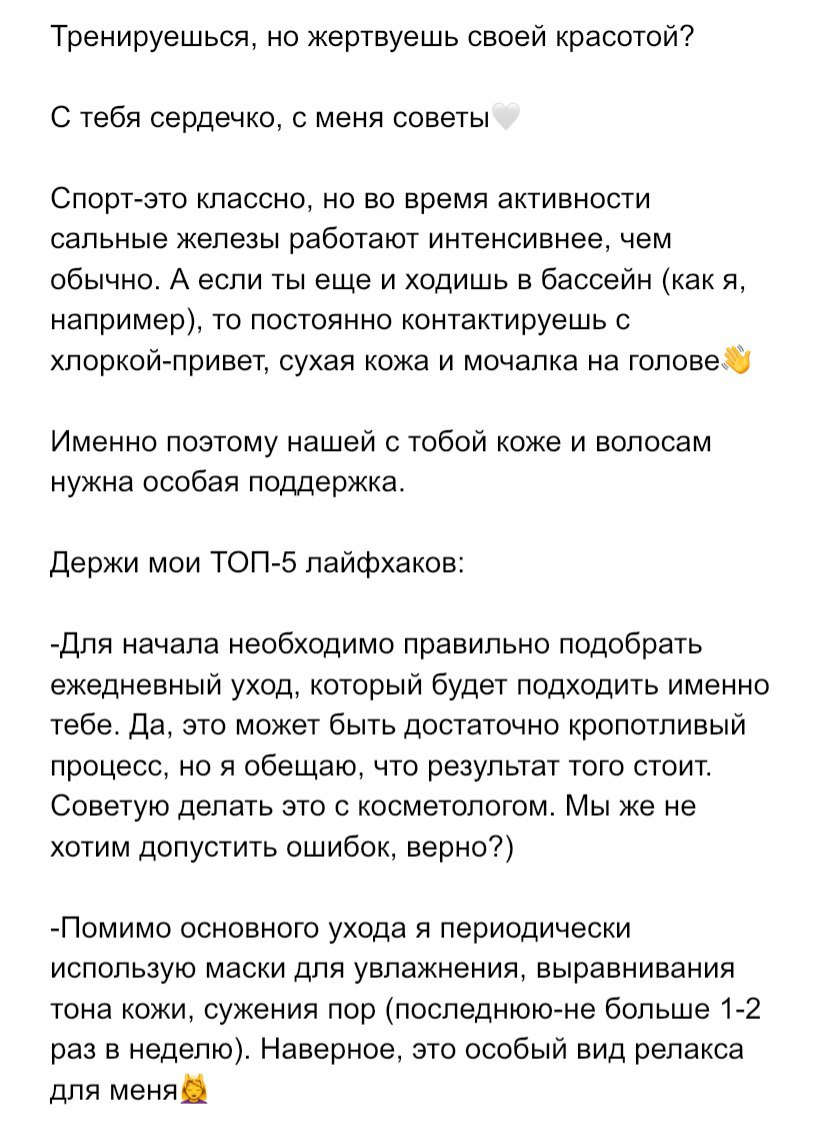 Тренируешься, но жертвуешь своей красотой?
С тебя сердечко, с меня советы🤍
Спорт-это классно, но во время активности
сальные железы работают интенсивнее, чем
обычно. А если ты еще и ходишь в бассейн (как я,
например), то постоянно контактируешь с
хлоркой-привет, сухая кожа и мочалка на голове👋
Именно поэтому нашей с тобой коже и волосам
нужна особая поддержка.
Держи мои ТОП-5 лайфхаков:
-Для начала необходимо правильно подобрать
ежедневный уход, который будет подходить именно
тебе. Да, это может быть достаточно кропотливый
процесс, но я обещаю, что результат того стоит.
Советую делать это с косметологом. Мы же не
хотим допустить ошибок, верно?)
-Помимо основного ухода я периодически
использую маски для увлажнения, выравнивания
тона кожи, сужения пор (последнюю-не больше 1-2
раз в неделю). Наверное, это особый вид релакса
для меня💆‍♀️